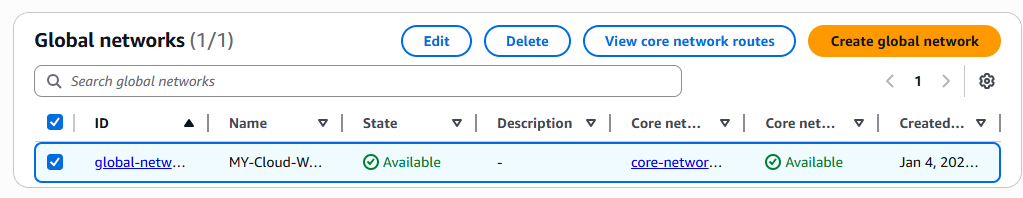 Global networks (1/1) Edit Delete View core network routes Create global network
Search global networks 1
ID Name State Description Core net... Core net... Created...
global-netw... MY-Cloud-W... Available - core-networ... Available Jan 4, 202...